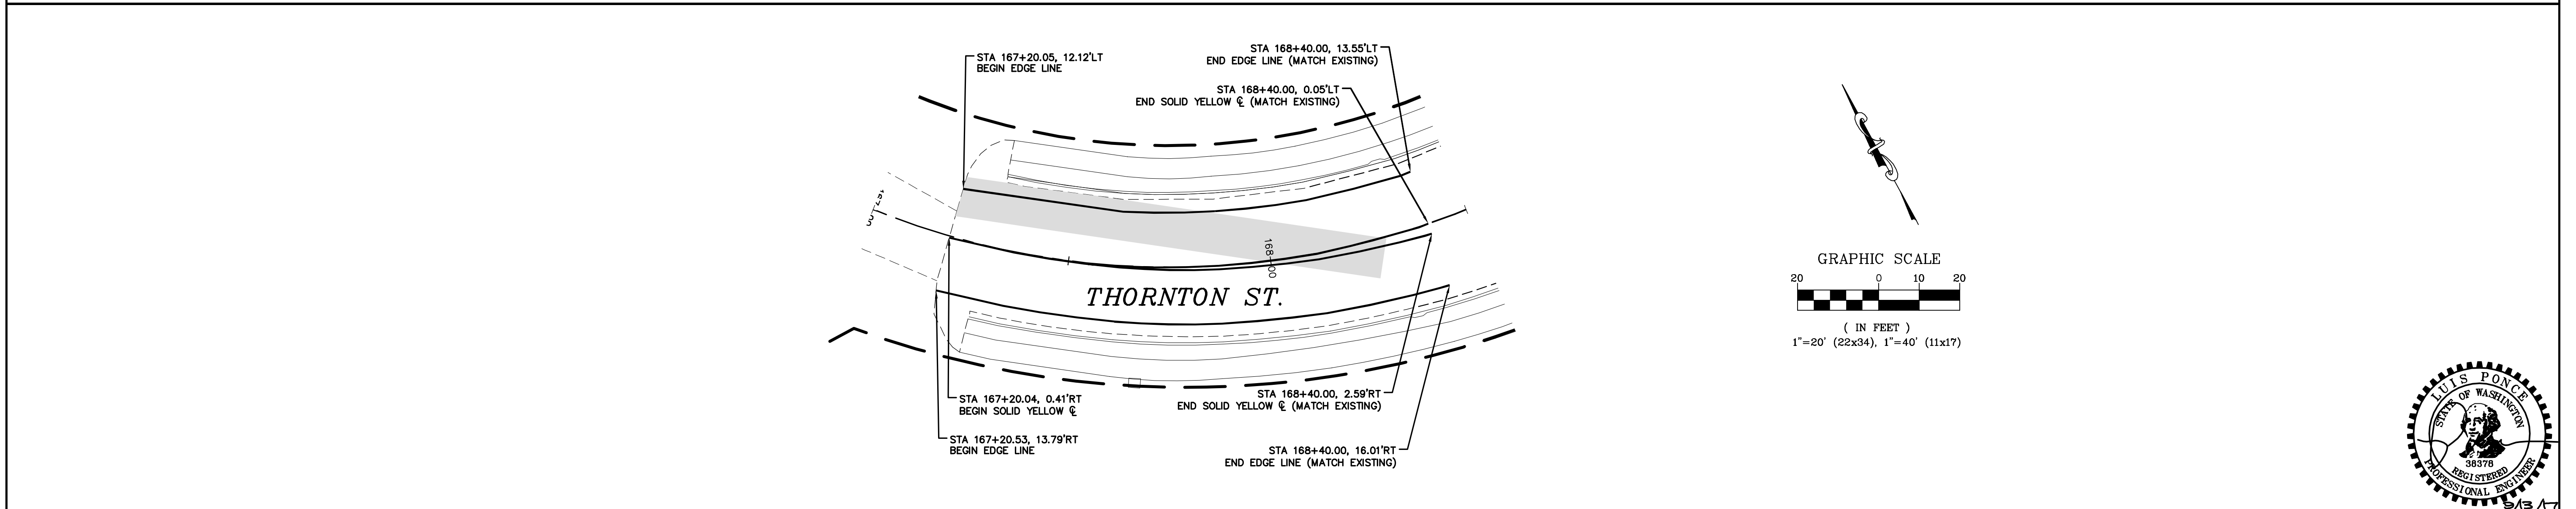 STA 167+20.05, 12.12'LT
BEGIN EDGE LINE
STA 168+40.00, 13.55'LT
END EDGE LINE (MATCH EXISTING)
STA 168+40.00, 0.05'LT
END SOLID YELLOW ℄ (MATCH EXISTING)
168+00
THORNTON ST.
STA 167+20.04, 0.41'RT
BEGIN SOLID YELLOW ℄
STA 167+20.53, 13.79'RT
BEGIN EDGE LINE
STA 168+40.00, 2.59'RT
END SOLID YELLOW ℄ (MATCH EXISTING)
STA 168+40.00, 16.01'RT
END EDGE LINE (MATCH EXISTING)
GRAPHIC SCALE
20 0 10 20
( IN FEET )
1"=20' (22x34), 1"=40' (11x17)
LUIS PONCE
STATE OF WASHINGTON
38378
REGISTERED
PROFESSIONAL ENGINEER